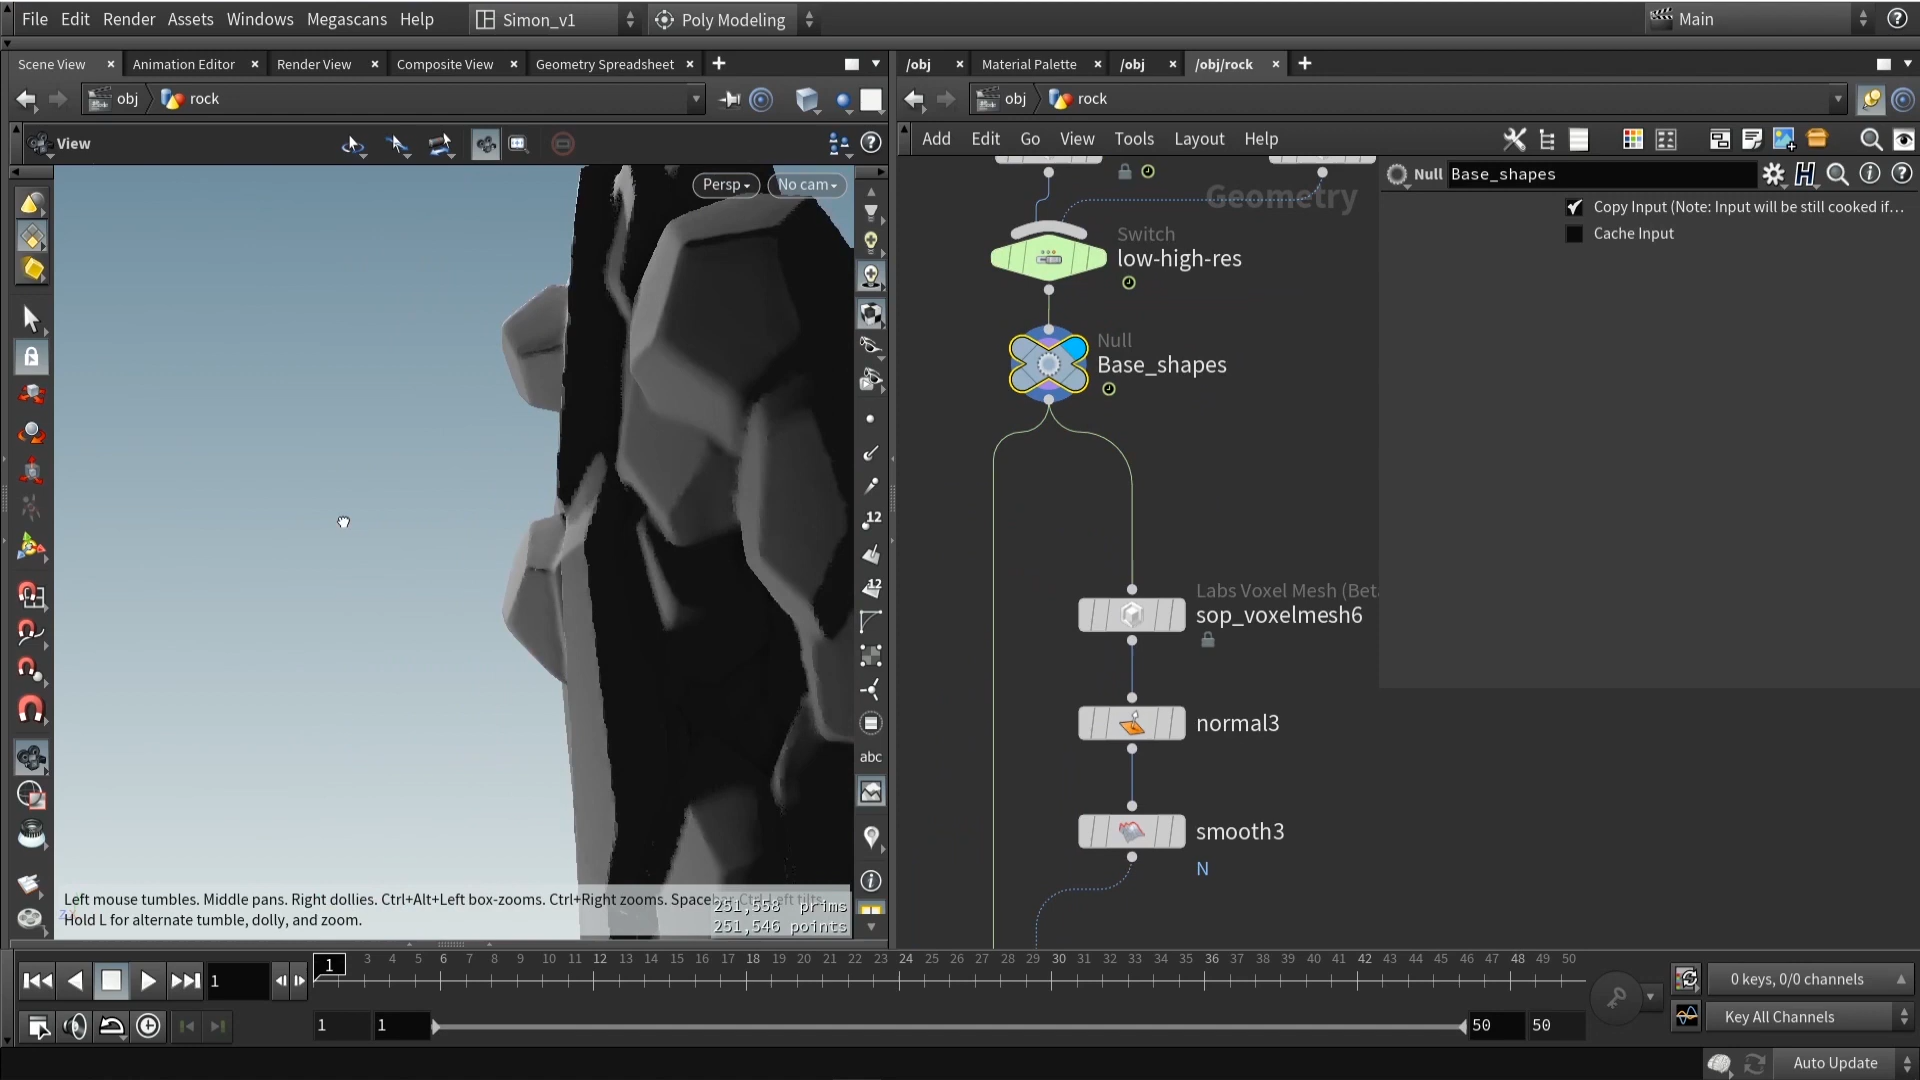 File Edit Render Assets Windows Megascans Help Simon_v1 Poly Modeling Main
Scene View Animation Editor Render View Composite View Geometry Spreadsheet
/obj Material Palette /obj /obj/rock
obj rock
obj rock
View
Add Edit Go View Tools Layout Help
Persp No cam
Geometry
Null Base_shapes
Copy Input (Note: Input will be still cooked if...
Cache Input
Switch
low-high-res
Null
Base_shapes
Labs Voxel Mesh (Beta
sop_voxelmesh6
normal3
smooth3
N
12
12
abc
Left mouse tumbles. Middle pans. Right dollies. Ctrl+Alt+Left box-zooms. Ctrl+Right zooms. Spacebar-Ctrl-Left tilts.
Hold L for alternate tumble, dolly, and zoom.
251,558 prims
251,546 points
1
1 3 4 5 6 7 8 9 10 11 12 13 14 15 16 17 18 19 20 21 22 23 24 25 26 27 28 29 30 31 32 33 34 35 36 37 38 39 40 41 42 43 44 45 46 47 48 49 50
0 keys, 0/0 channels
1 1 50 50
Key All Channels
Auto Update